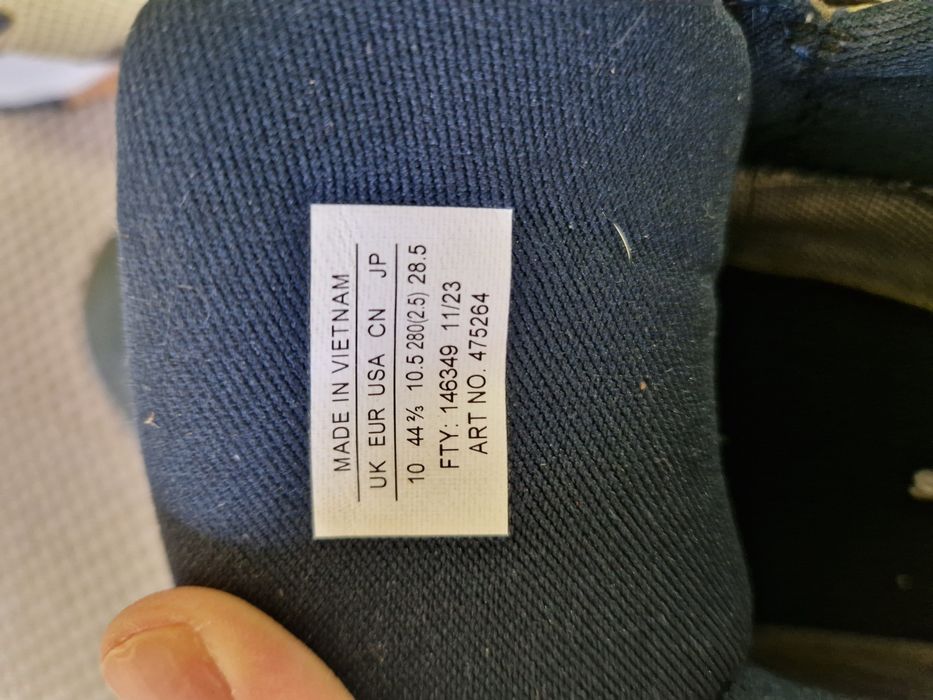 MADE IN VIETNAM
UK EUR USA CN JP
10 44⅔ 10.5 280(2.5) 28.5
FTY: 146349 11/23
ART NO. 475264